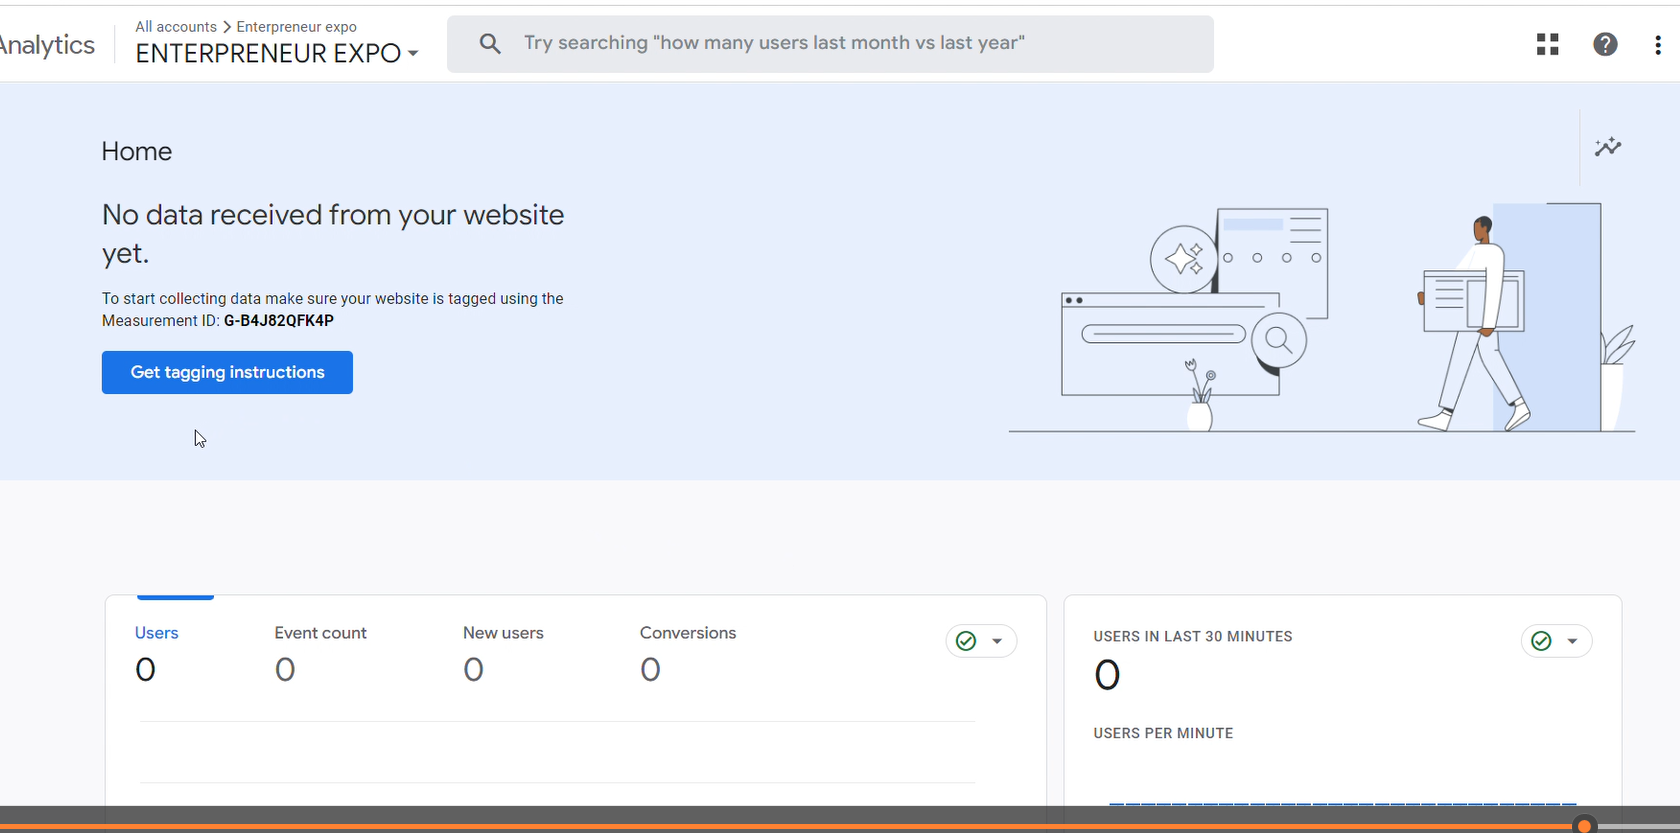 Analytics
All accounts > Enterpreneur expo
ENTERPRENEUR EXPO
Try searching "how many users last month vs last year"
Home
No data received from your website
yet.
To start collecting data make sure your website is tagged using the
Measurement ID: G-B4J82QFK4P
Get tagging instructions
Users
Event count
New users
Conversions
0
0
0
0
USERS IN LAST 30 MINUTES
0
USERS PER MINUTE